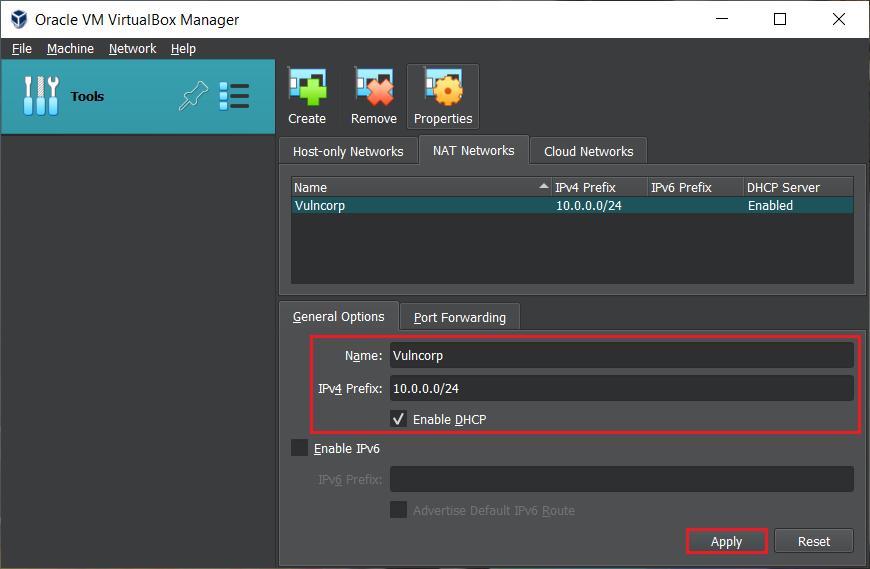 Oracle VM VirtualBox Manager
File Machine Network Help
Tools
Create Remove Properties
Host-only Networks NAT Networks Cloud Networks
Name IPv4 Prefix IPv6 Prefix DHCP Server
Vulncorp 10.0.0.0/24 Enabled
General Options Port Forwarding
Name: Vulncorp
IPv4 Prefix: 10.0.0.0/24
Enable DHCP
Enable IPv6
IPv6 Prefix:
Advertise Default IPv6 Route
Apply Reset